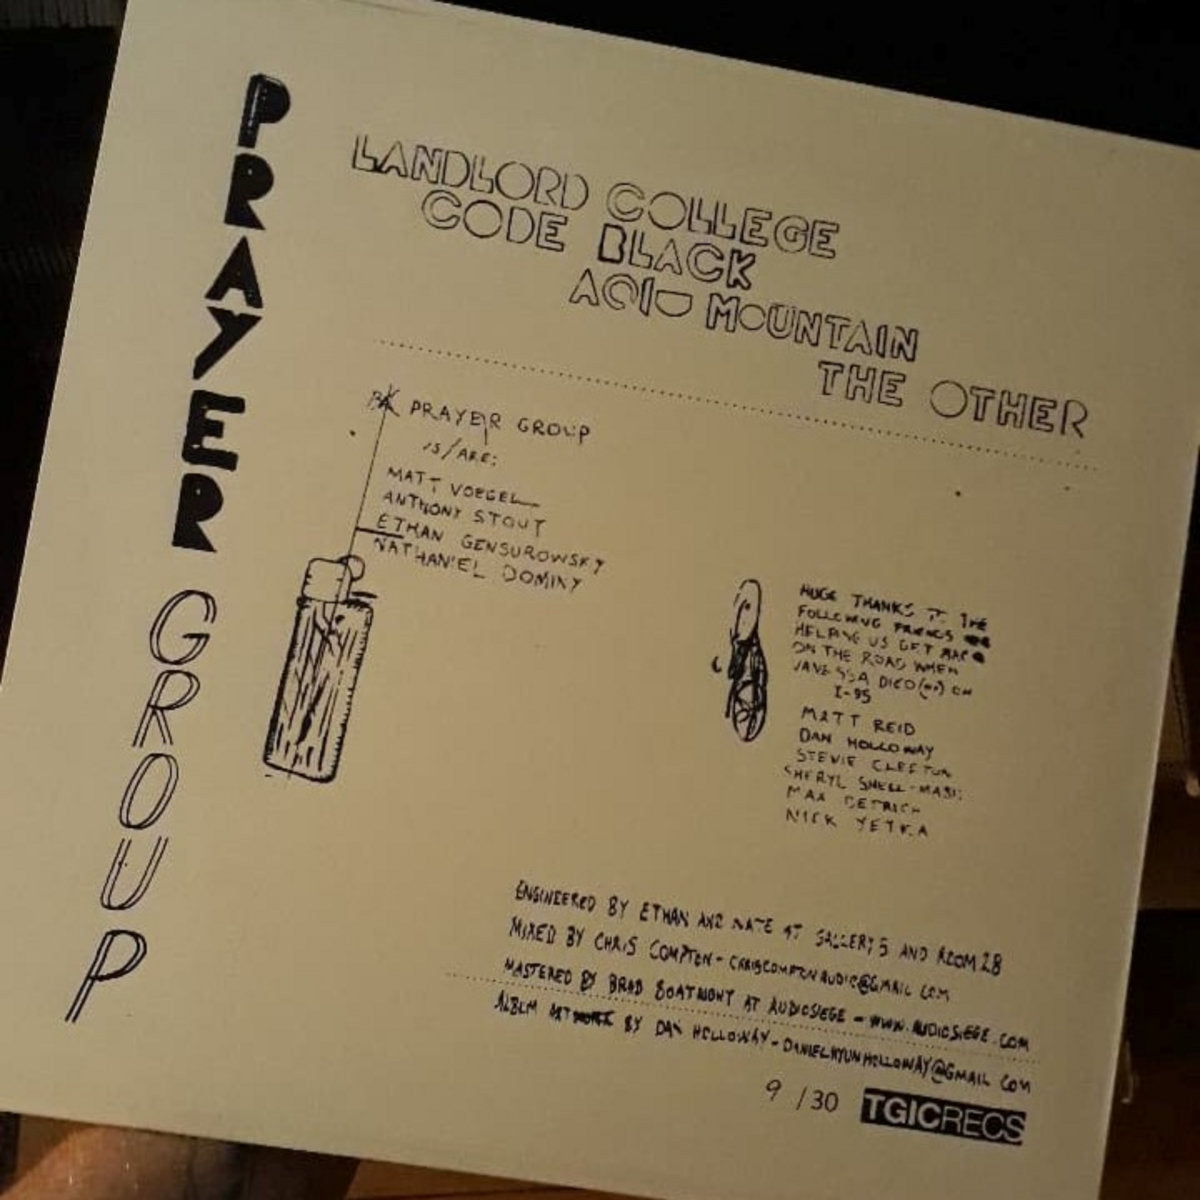 PRAYER GROUP
LANDLORD COLLEGE
CODE BLACK
ACID MOUNTAIN
THE OTHER
PRAYER GROUP
IS/ARE:
MATT VOEGEL
ANTHONY STOUT
ETHAN GENSUROWSKY
NATHANIEL DOMINY
HUGE THANKS TO THE
FOLLOWING FRIENDS
HELPING US GET BACK
ON THE ROAD WHEN
VANESSA DIED ON
I-95
MATT REID
DAN HOLLOWAY
STEVIE
SHERYL SNELL-
MAX DETRICH
NICK YETKA
ENGINEERED BY ETHAN AND NATE AT GALLERY 5 AND ROOM 28
MIXED BY CHRIS COMPTON - CHRISCOMPTONAUDIO@GMAIL COM
MASTERED BY BRAD BOATRIGHT AT AUDIOSIEGE - WWW.AUDIOSIEGE.COM
ALBUM ART BY DAN HOLLOWAY - DANIELHYUNHOLLOWAY@GMAIL COM
9 /30
TGICRECS